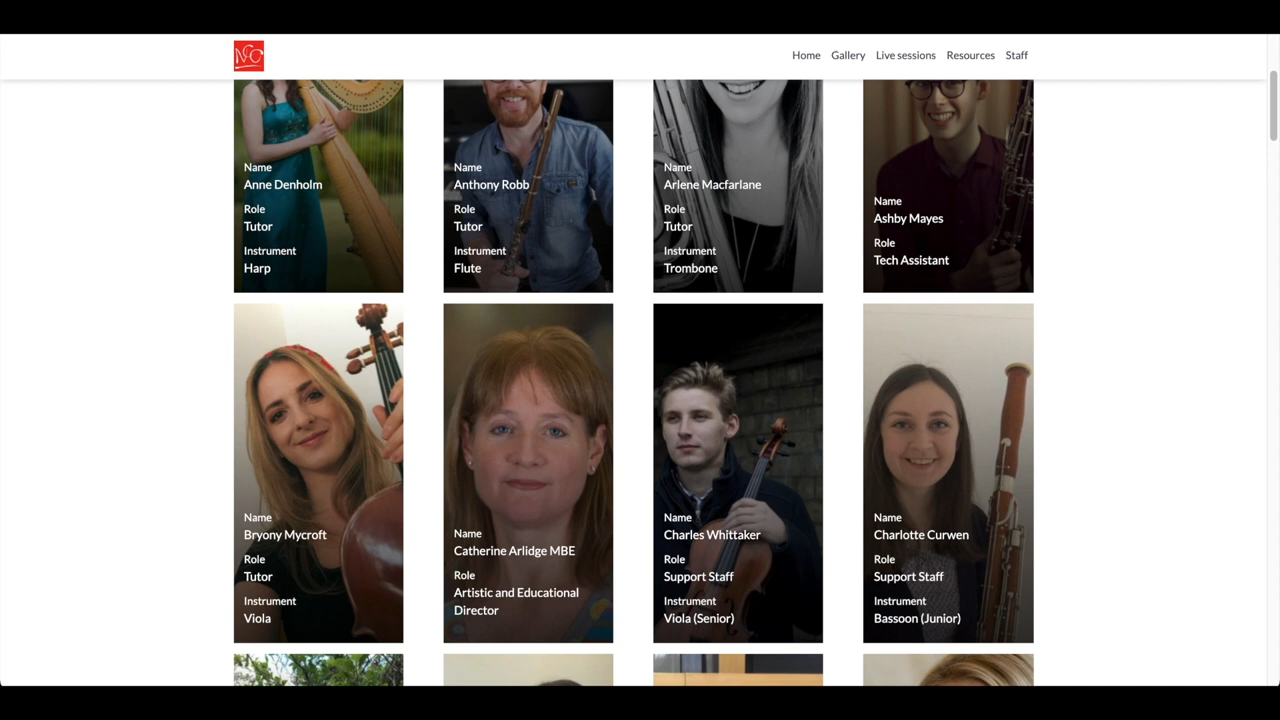 NCO
Home Gallery Live sessions Resources Staff
Name
Anne Denholm
Role
Tutor
Instrument
Harp
Name
Anthony Robb
Role
Tutor
Instrument
Flute
Name
Arlene Macfarlane
Role
Tutor
Instrument
Trombone
Name
Ashby Mayes
Role
Tech Assistant
Name
Bryony Mycroft
Role
Tutor
Instrument
Viola
Name
Catherine Arlidge MBE
Role
Artistic and Educational
Director
Name
Charles Whittaker
Role
Support Staff
Instrument
Viola (Senior)
Name
Charlotte Curwen
Role
Support Staff
Instrument
Bassoon (Junior)